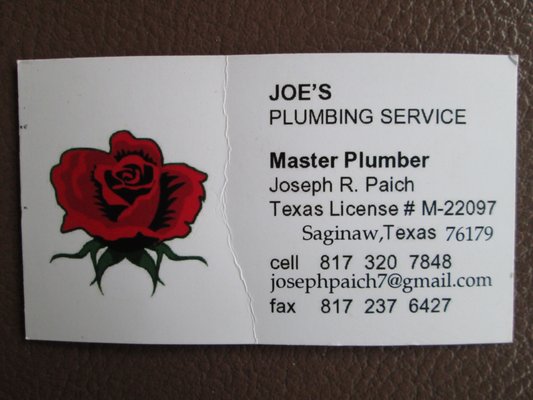 JOE'S
PLUMBING SERVICE
Master Plumber
Joseph R. Paich
Texas License # M-22097
Saginaw,Texas 76179
cell 817 320 7848
josephpaich7@gmail.com
fax 817 237 6427